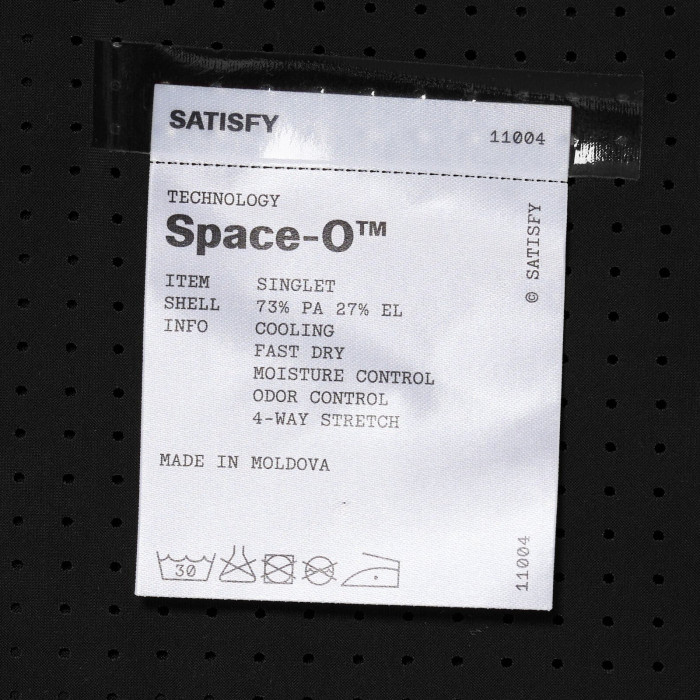 SATISFY
11004
TECHNOLOGY
Space-O™
ITEM SINGLET
SHELL 73% PA 27% EL
INFO COOLING
FAST DRY
MOISTURE CONTROL
ODOR CONTROL
4-WAY STRETCH
MADE IN MOLDOVA
30
© SATISFY
11004